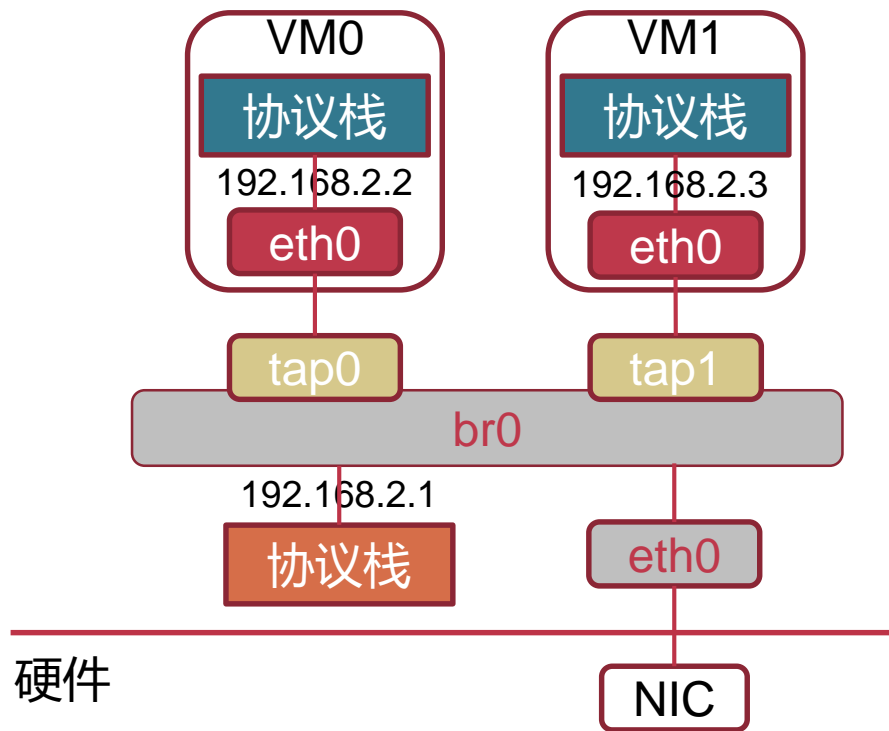 VM0
VM1
协议栈
协议栈
192.168.2.2
192.168.2.3
eth0
eth0
tap0
tap1
br0
192.168.2.1
协议栈
eth0
硬件
NIC